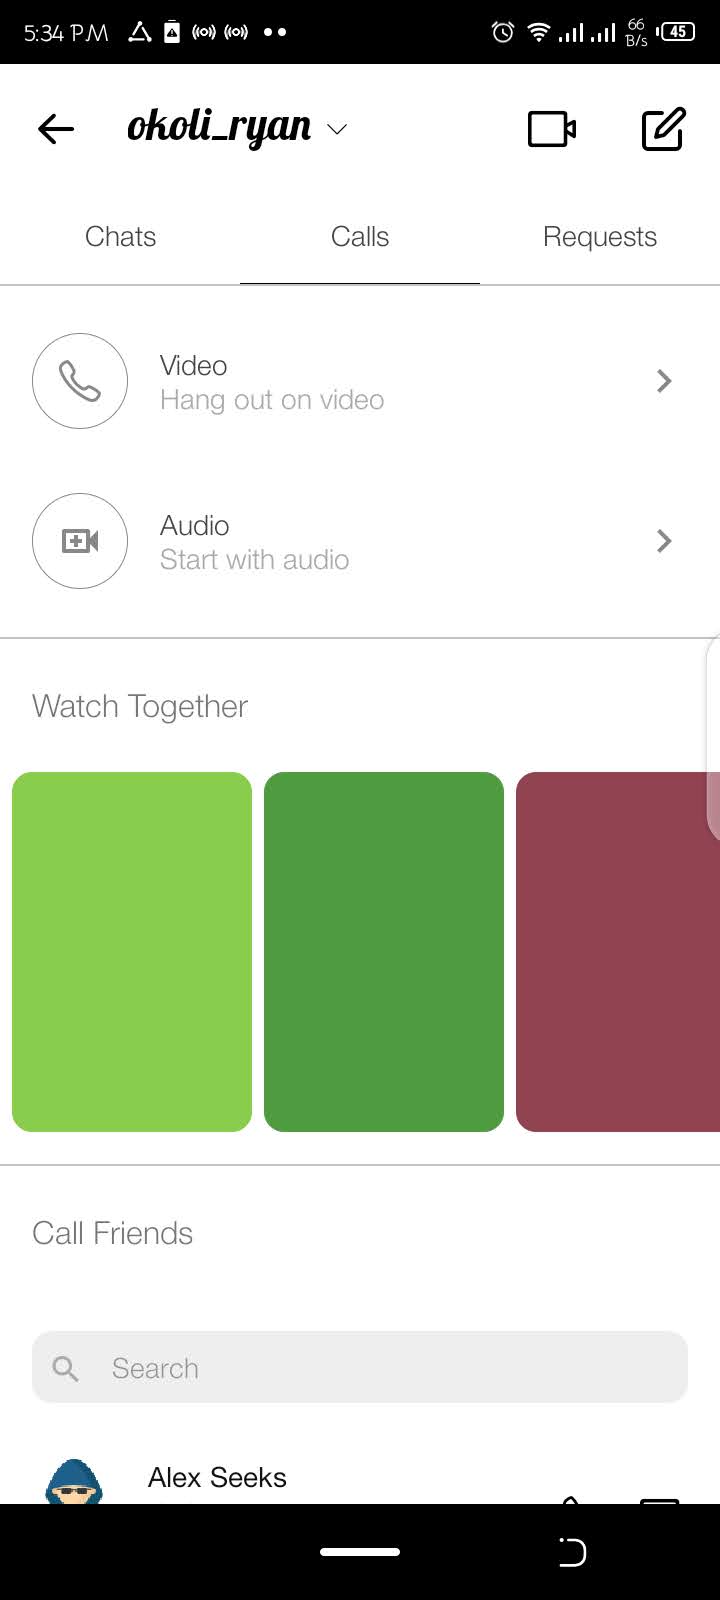 5:34 PM 66 B/s 45
okoli_ryan
Chats Calls Requests
Video
Hang out on video
Audio
Start with audio
Watch Together
Call Friends
Search
Alex Seeks